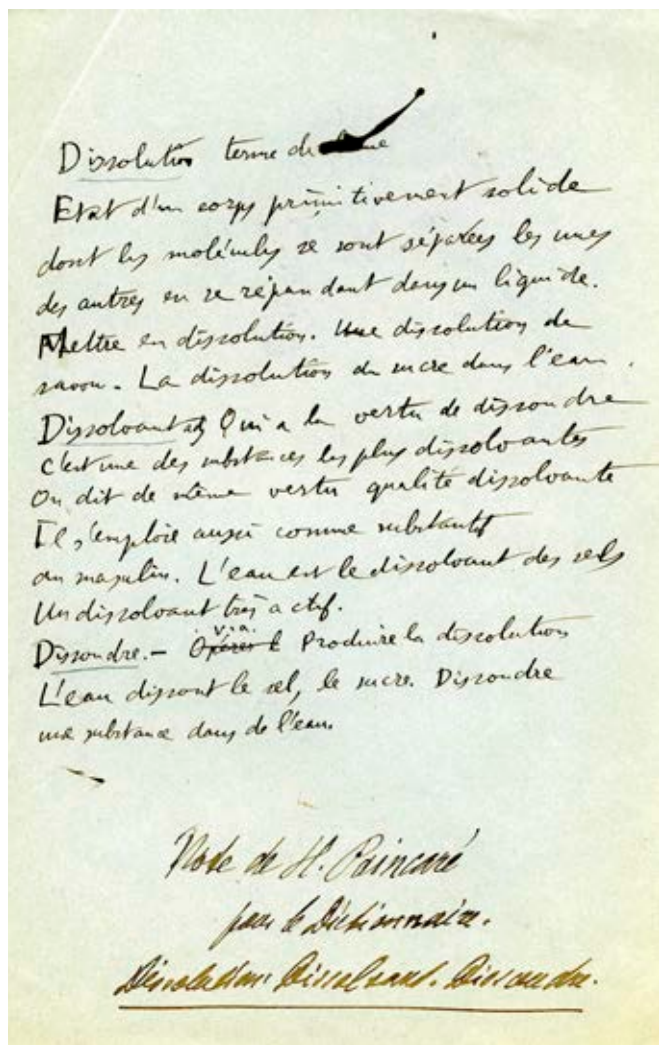 Dissolution terme de
Etat d'un corps primitivement solide
dont les molécules se sont séparées les unes
des autres en se répandant dans un liquide.
Mettre en dissolution. Une dissolution de
savon. La dissolution du sucre dans l'eau.
Dissolvant adj Qui a la vertu de dissoudre
c'est une des substances les plus dissolvantes
On dit de même vertu qualité dissolvante
Il s'emploie aussi comme substantif
au masculin. L'eau est le dissolvant des sels
Un dissolvant très actif.
v. a.
Dissoudre. – Produire la dissolution
L'eau dissout le sel, le sucre. Dissoudre
une substance dans de l'eau.
Note de H. Poincaré
pour le Dictionnaire.
Dissolution. Dissolvant. Dissoudre.